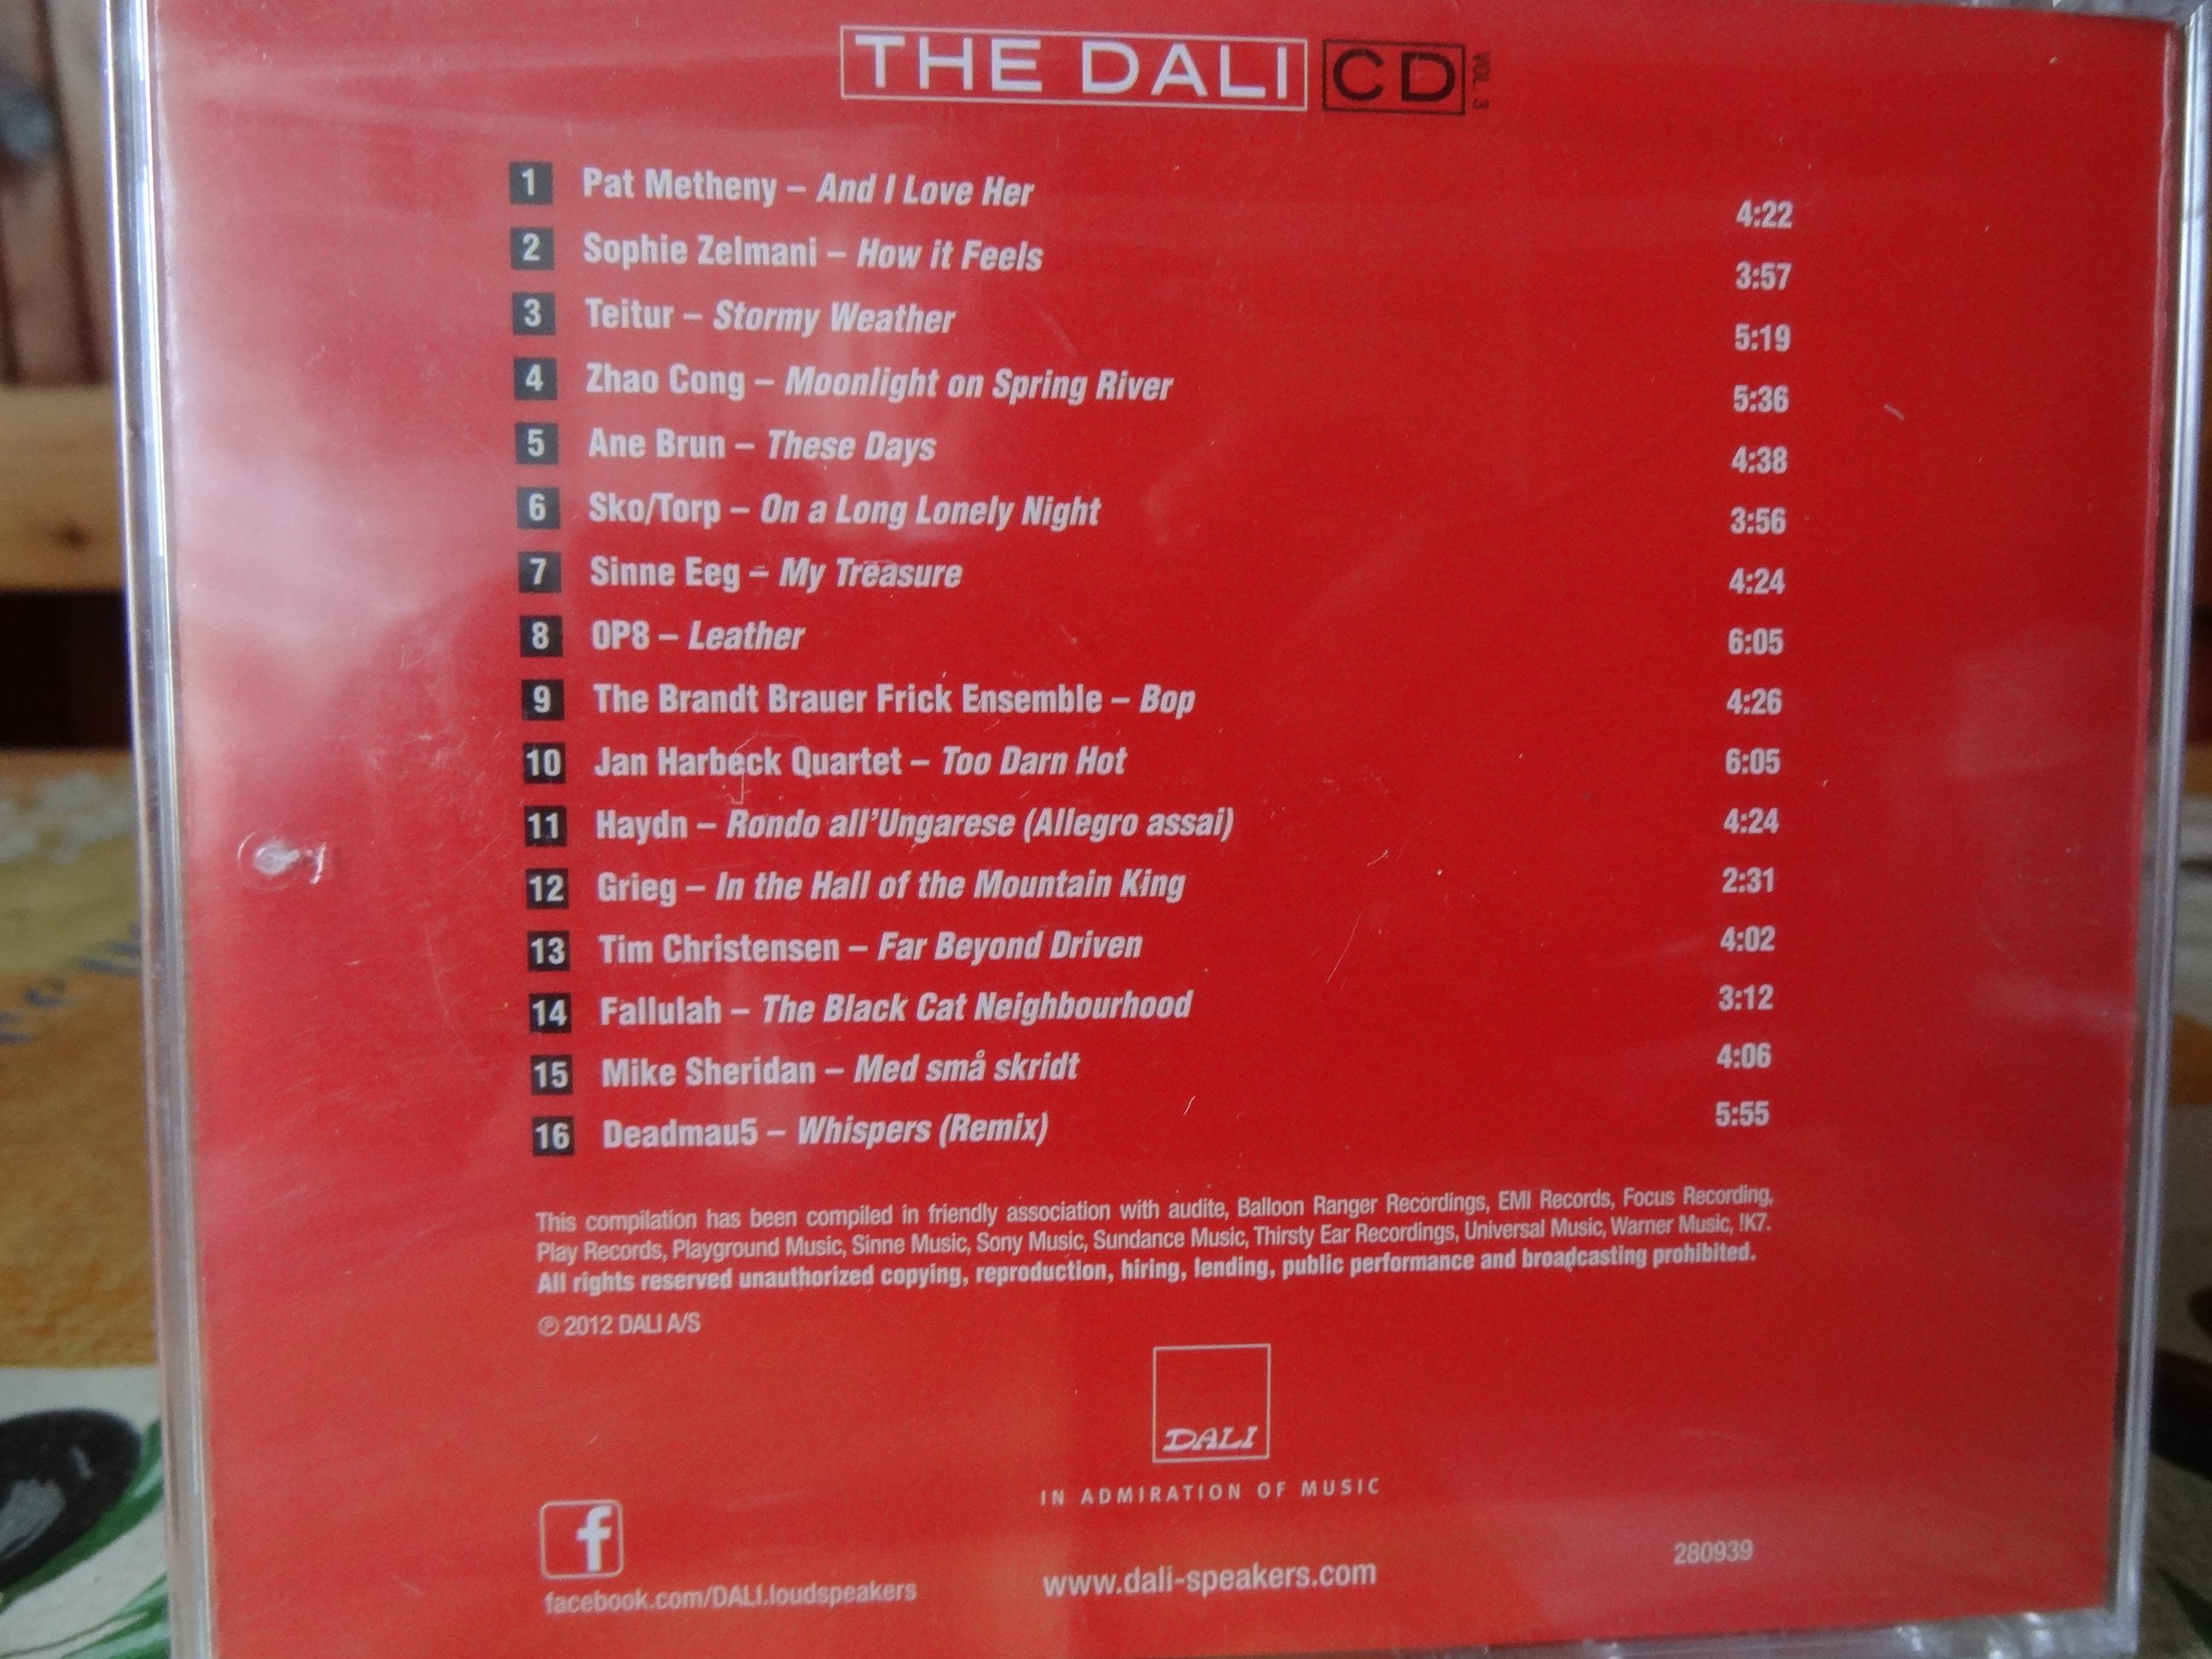 THE DALI CD VOL. 3
1 Pat Metheny – And I Love Her 4:22
2 Sophie Zelmani – How it Feels 3:57
3 Teitur – Stormy Weather 5:19
4 Zhao Cong – Moonlight on Spring River 5:36
5 Ane Brun – These Days 4:38
6 Sko/Torp – On a Long Lonely Night 3:56
7 Sinne Eeg – My Treasure 4:24
8 OP8 – Leather 6:05
9 The Brandt Brauer Frick Ensemble – Bop 4:26
10 Jan Harbeck Quartet – Too Darn Hot 6:05
11 Haydn – Rondo all'Ungarese (Allegro assai) 4:24
12 Grieg – In the Hall of the Mountain King 2:31
13 Tim Christensen – Far Beyond Driven 4:02
14 Fallulah – The Black Cat Neighbourhood 3:12
15 Mike Sheridan – Med små skridt 4:06
16 Deadmau5 – Whispers (Remix) 5:55
This compilation has been compiled in friendly association with audite, Balloon Ranger Recordings, EMI Records, Focus Recording,
Play Records, Playground Music, Sinne Music, Sony Music, Sundance Music, Thirsty Ear Recordings, Universal Music, Warner Music, !K7.
All rights reserved unauthorized copying, reproduction, hiring, lending, public performance and broadcasting prohibited.
℗ 2012 DALI A/S
DALI
IN ADMIRATION OF MUSIC
f
facebook.com/DALI.loudspeakers
www.dali-speakers.com
280939